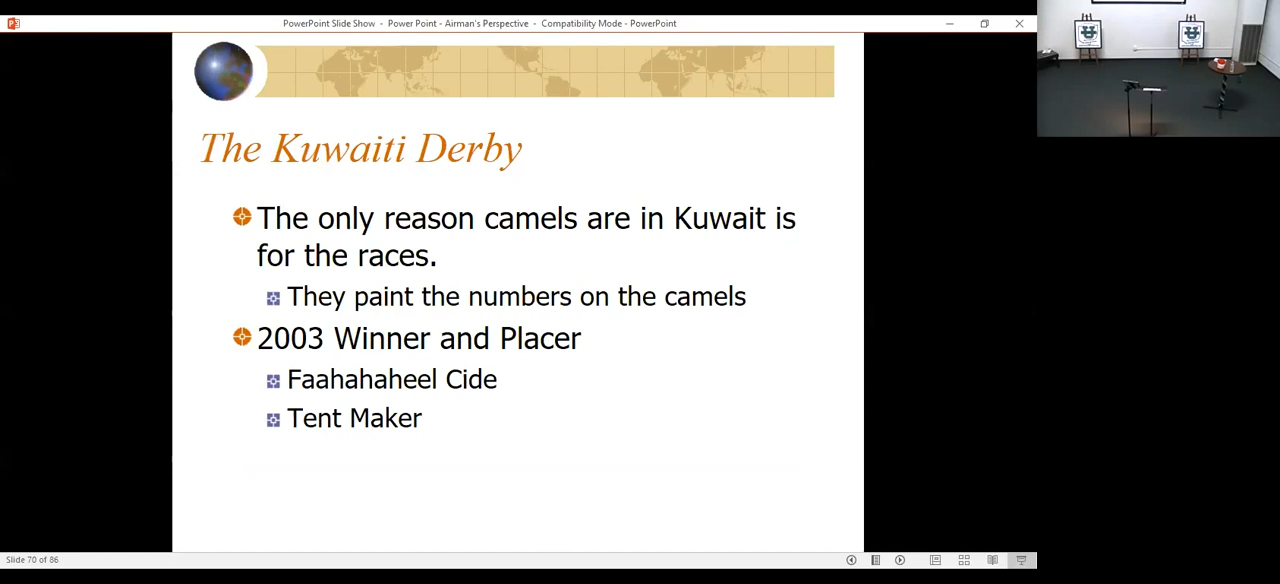 PowerPoint Slide Show - Power Point - Airman's Perspective - Compatibility Mode - PowerPoint
The Kuwaiti Derby
The only reason camels are in Kuwait is
for the races.
They paint the numbers on the camels
2003 Winner and Placer
Faahahaheel Cide
Tent Maker
Slide 70 of 86